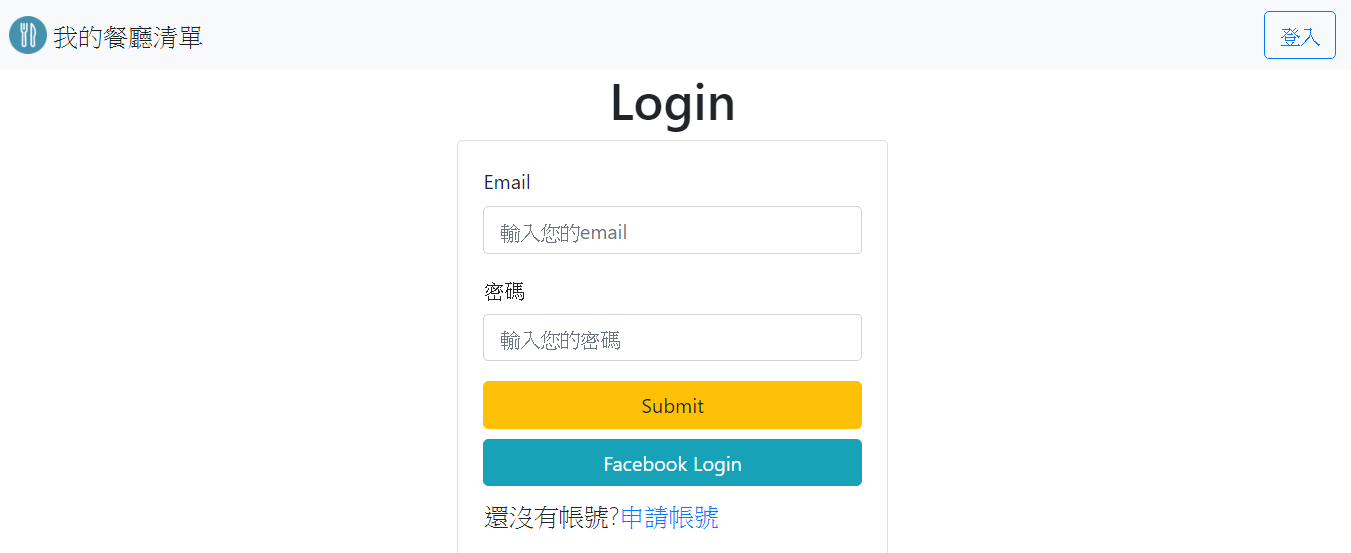 我的餐廳清單
登入
Login
Email
輸入您的email
密碼
輸入您的密碼
Submit
Facebook Login
還沒有帳號?申請帳號